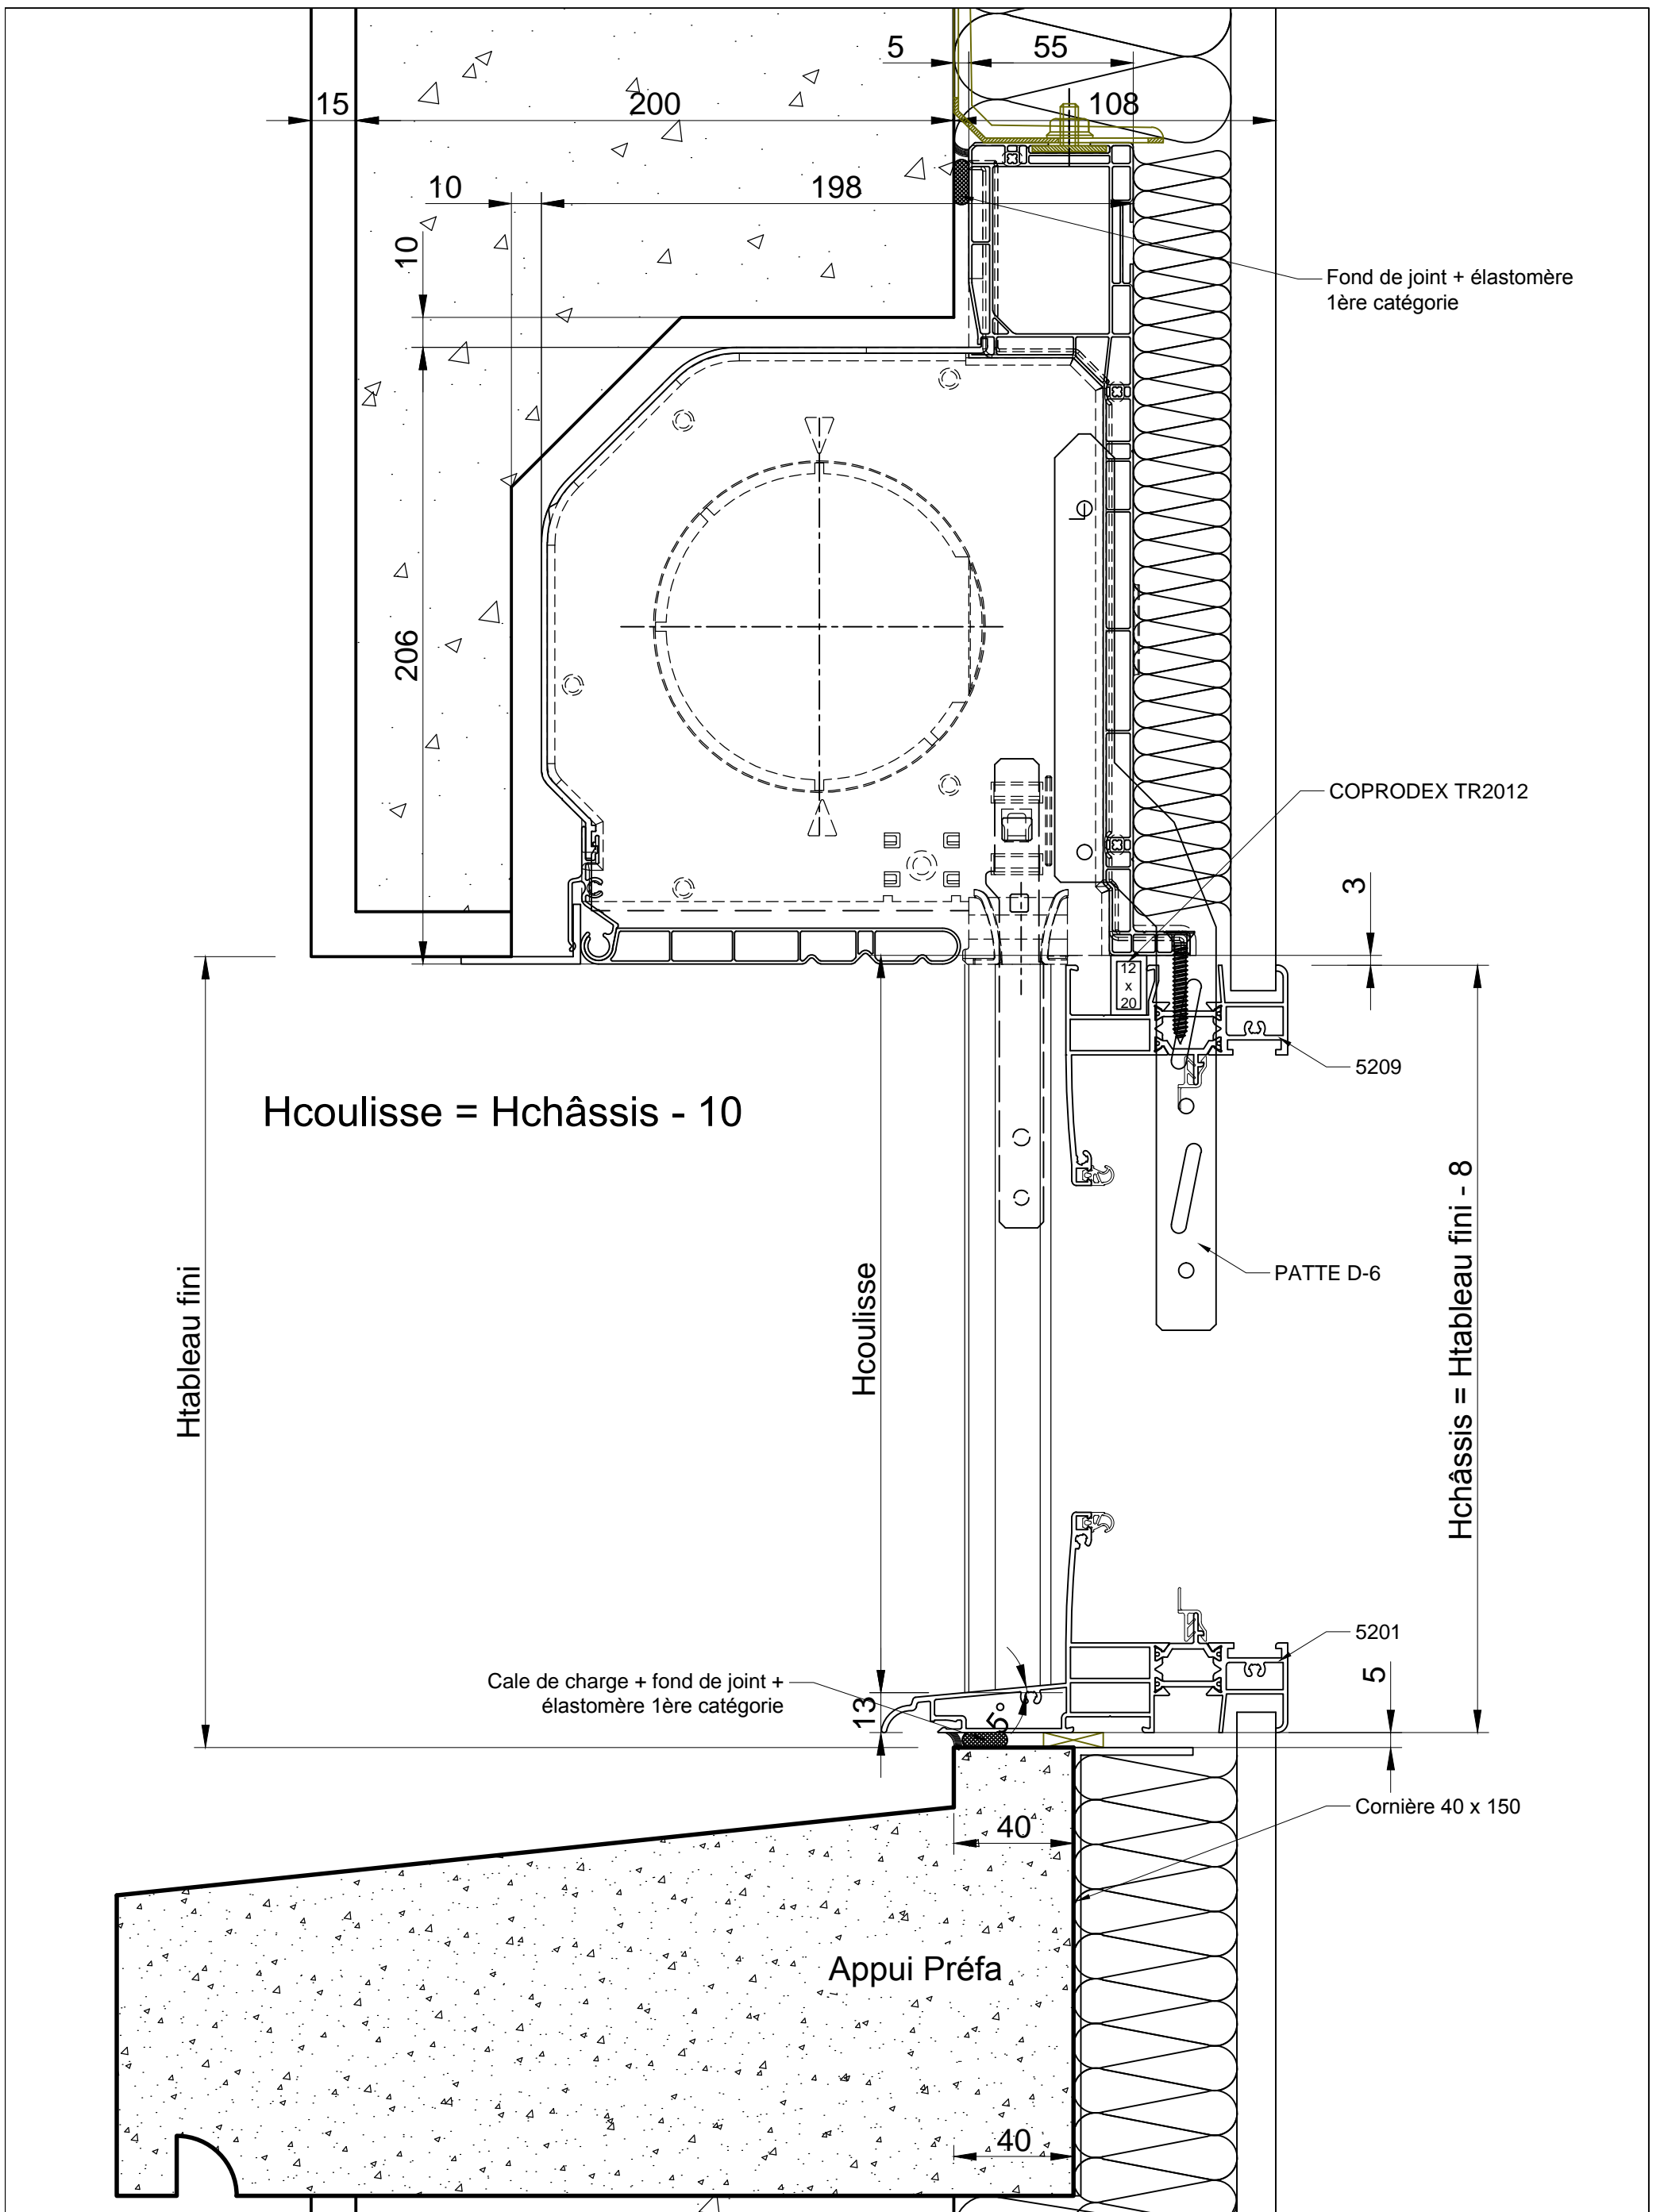 5
55
15
200
108
10
198
10
Fond de joint + élastomère
1ère catégorie
206
COPRODEX TR2012
3
12
x
20
5209
Hcoulisse = Hchâssis - 10
PATTE D-6
Htableau fini
Hcoulisse
Hchâssis = Htableau fini - 8
5201
5
Cale de charge + fond de joint +
élastomère 1ère catégorie
13
5°
Cornière 40 x 150
40
Appui Préfa
40